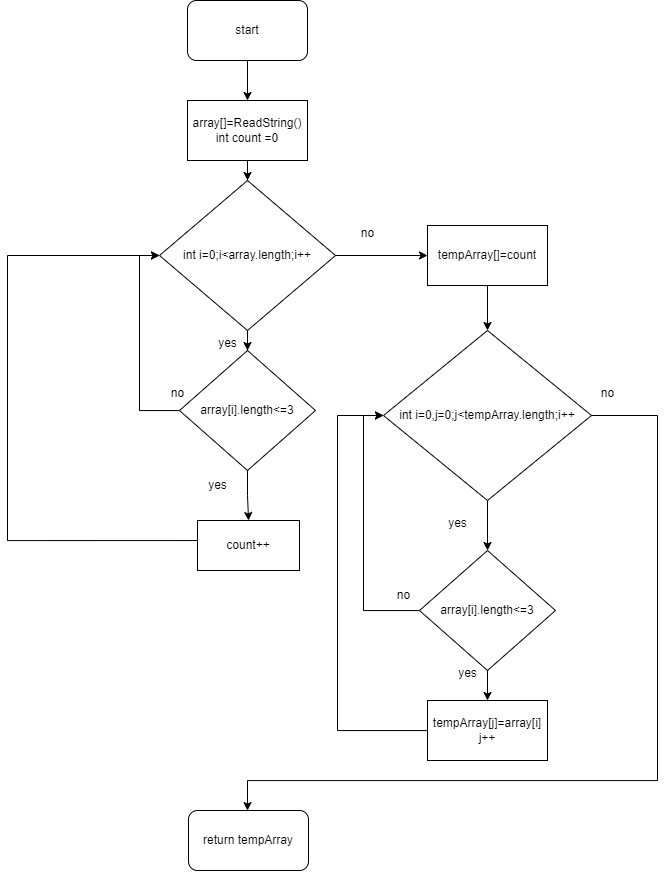 start
array[]=ReadString()
int count =0
int i=0;i<array.length;i++
no
tempArray[]=count
yes
array[i].length<=3
no
yes
count++
int i=0,j=0;j<tempArray.length;i++
no
yes
array[i].length<=3
no
yes
tempArray[j]=array[i]
j++
return tempArray